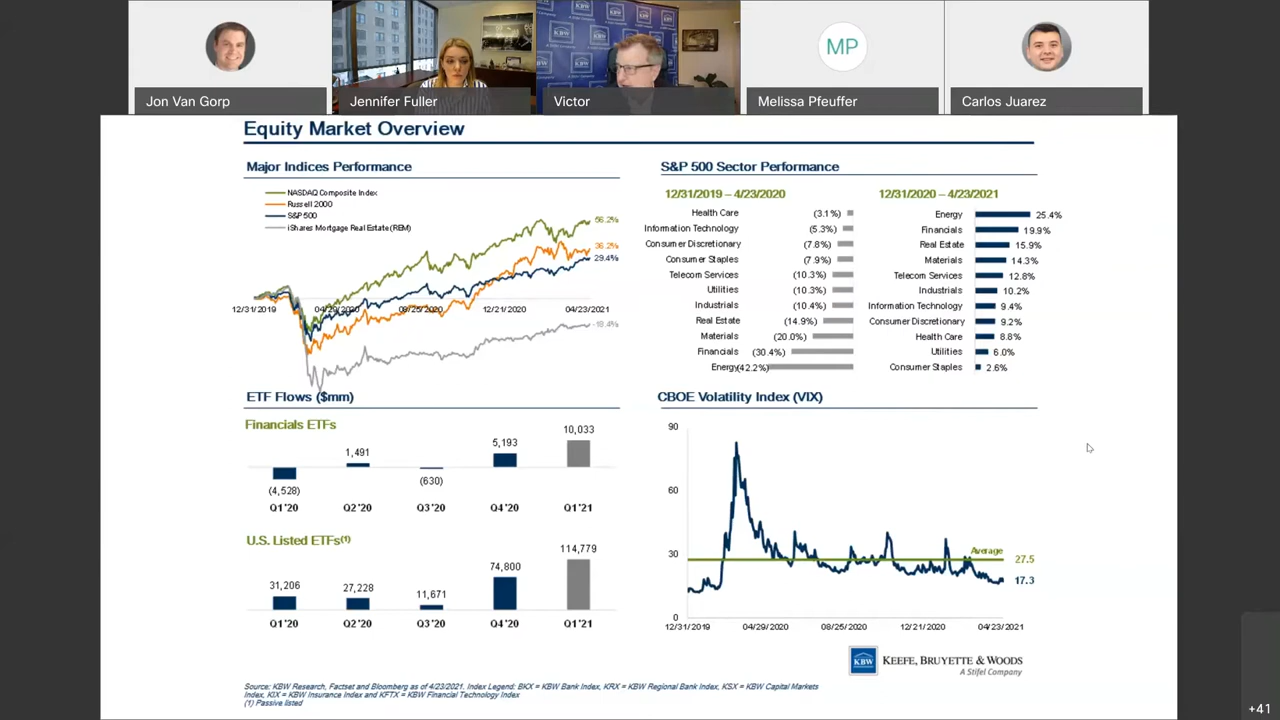 MP
Jon Van Gorp
Jennifer Fuller
Victor
Melissa Pfeuffer
Carlos Juarez
Equity Market Overview
Major Indices Performance
NASDAQ Composite Index
Russell 2000
S&P 500
iShares Mortgage Real Estate (REM)
56.2%
36.2%
29.4%
-18.4%
12/31/2019 04/29/2020 08/25/2020 12/21/2020 04/23/2021
S&P 500 Sector Performance
12/31/2019 – 4/23/2020
Health Care (3.1%)
Information Technology (5.3%)
Consumer Discretionary (7.8%)
Consumer Staples (7.9%)
Telecom Services (10.3%)
Utilities (10.3%)
Industrials (10.4%)
Real Estate (14.9%)
Materials (20.0%)
Financials (30.4%)
Energy (42.2%)
12/31/2020 – 4/23/2021
Energy 25.4%
Financials 19.9%
Real Estate 15.9%
Materials 14.3%
Telecom Services 12.8%
Industrials 10.2%
Information Technology 9.4%
Consumer Discretionary 9.2%
Health Care 8.8%
Utilities 6.0%
Consumer Staples 2.6%
ETF Flows ($mm)
Financials ETFs
(4,528) 1,491 (630) 5,193 10,033
Q1'20 Q2'20 Q3'20 Q4'20 Q1'21
U.S. Listed ETFs(1)
31,206 27,228 11,671 74,800 114,779
Q1'20 Q2'20 Q3'20 Q4'20 Q1'21
CBOE Volatility Index (VIX)
90
60
30
0
Average
27.5
17.3
12/31/2019 04/29/2020 08/25/2020 12/21/2020 04/23/2021
KBW KEEFE, BRUYETTE & WOODS
A Stifel Company
Source: KBW Research, Factset and Bloomberg as of 4/23/2021. Index Legend: BKX = KBW Bank Index, KRX = KBW Regional Bank Index, KSX = KBW Capital Markets
Index, KIX = KBW Insurance Index and KFTX = KBW Financial Technology Index
(1) Passive listed
+41